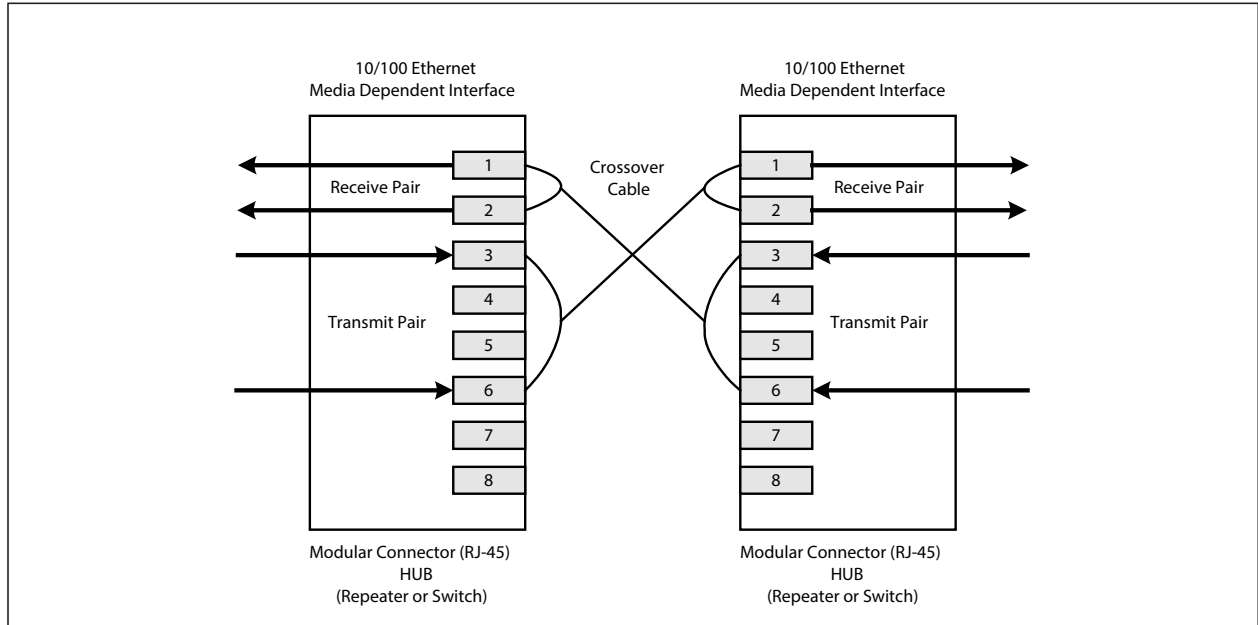 10/100 Ethernet
Media Dependent Interface
10/100 Ethernet
Media Dependent Interface
1
Receive Pair
2
3
4
Transmit Pair
5
6
7
8
Crossover
Cable
1
Receive Pair
2
3
4
Transmit Pair
5
6
7
8
Modular Connector (RJ-45)
HUB
(Repeater or Switch)
Modular Connector (RJ-45)
HUB
(Repeater or Switch)